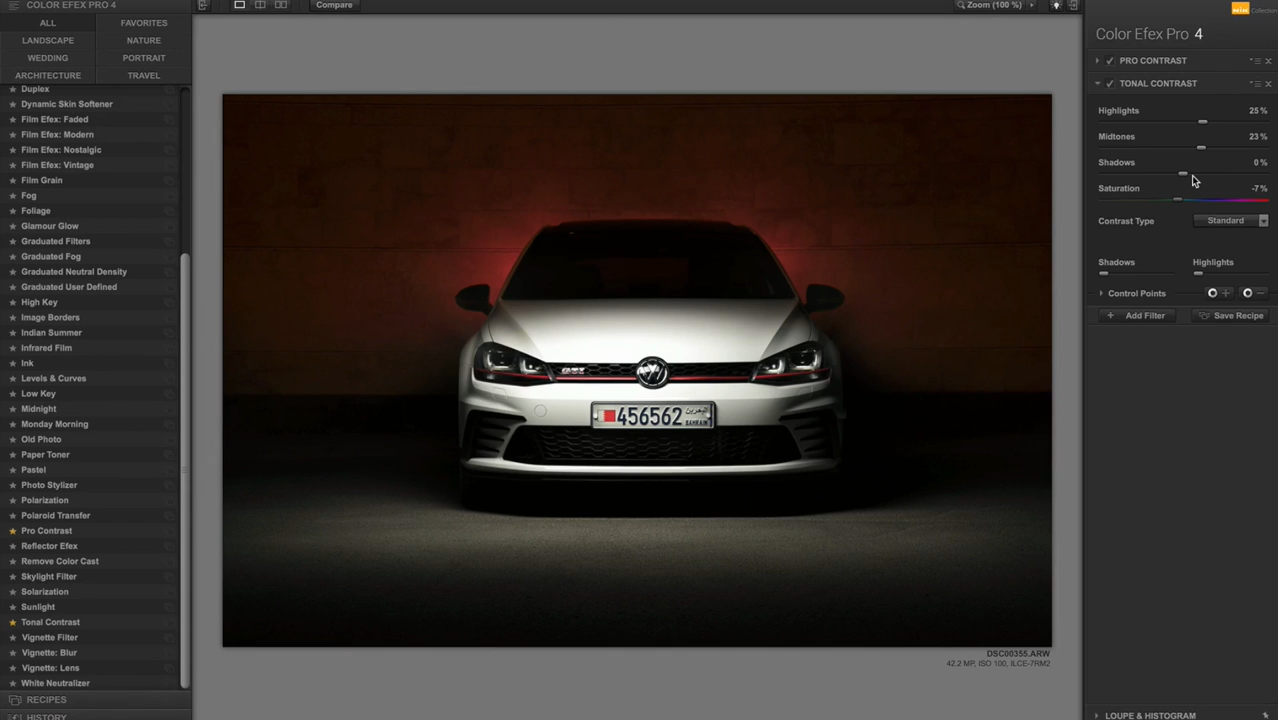 COLOR EFEX PRO 4
ALL
FAVORITES
LANDSCAPE
NATURE
WEDDING
PORTRAIT
ARCHITECTURE
TRAVEL
Duplex
Dynamic Skin Softener
Film Efex: Faded
Film Efex: Modern
Film Efex: Nostalgic
Film Efex: Vintage
Film Grain
Fog
Foliage
Glamour Glow
Graduated Filters
Graduated Fog
Graduated Neutral Density
Graduated User Defined
High Key
Image Borders
Indian Summer
Infrared Film
Ink
Levels & Curves
Low Key
Midnight
Monday Morning
Old Photo
Paper Toner
Pastel
Photo Stylizer
Polarization
Polaroid Transfer
Pro Contrast
Reflector Efex
Remove Color Cast
Skylight Filter
Solarization
Sunlight
Tonal Contrast
Vignette Filter
Vignette: Blur
Vignette: Lens
White Neutralizer
RECIPES
HISTORY
Compare
Zoom (100 %)
GTI
456562
البحرين
BAHRAIN
DSC00355.ARW
42.2 MP, ISO 100, ILCE-7RM2
nik Collection
Color Efex Pro 4
PRO CONTRAST
TONAL CONTRAST
Highlights 25 %
Midtones 23 %
Shadows 0 %
Saturation -7 %
Contrast Type Standard
Shadows Highlights
Control Points
Add Filter Save Recipe
LOUPE & HISTOGRAM